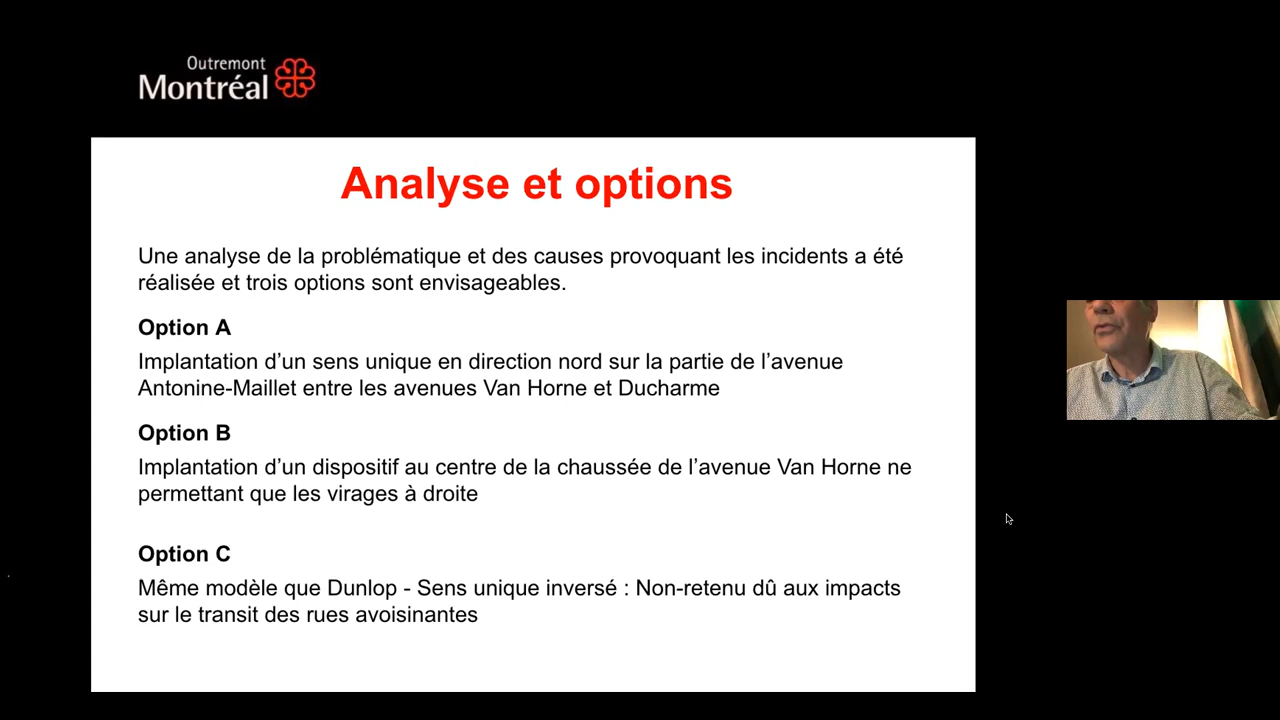 Outremont
Montréal
Analyse et options
Une analyse de la problématique et des causes provoquant les incidents a été
réalisée et trois options sont envisageables.
Option A
Implantation d’un sens unique en direction nord sur la partie de l’avenue
Antonine-Maillet entre les avenues Van Horne et Ducharme
Option B
Implantation d’un dispositif au centre de la chaussée de l’avenue Van Horne ne
permettant que les virages à droite
Option C
Même modèle que Dunlop - Sens unique inversé : Non-retenu dû aux impacts
sur le transit des rues avoisinantes